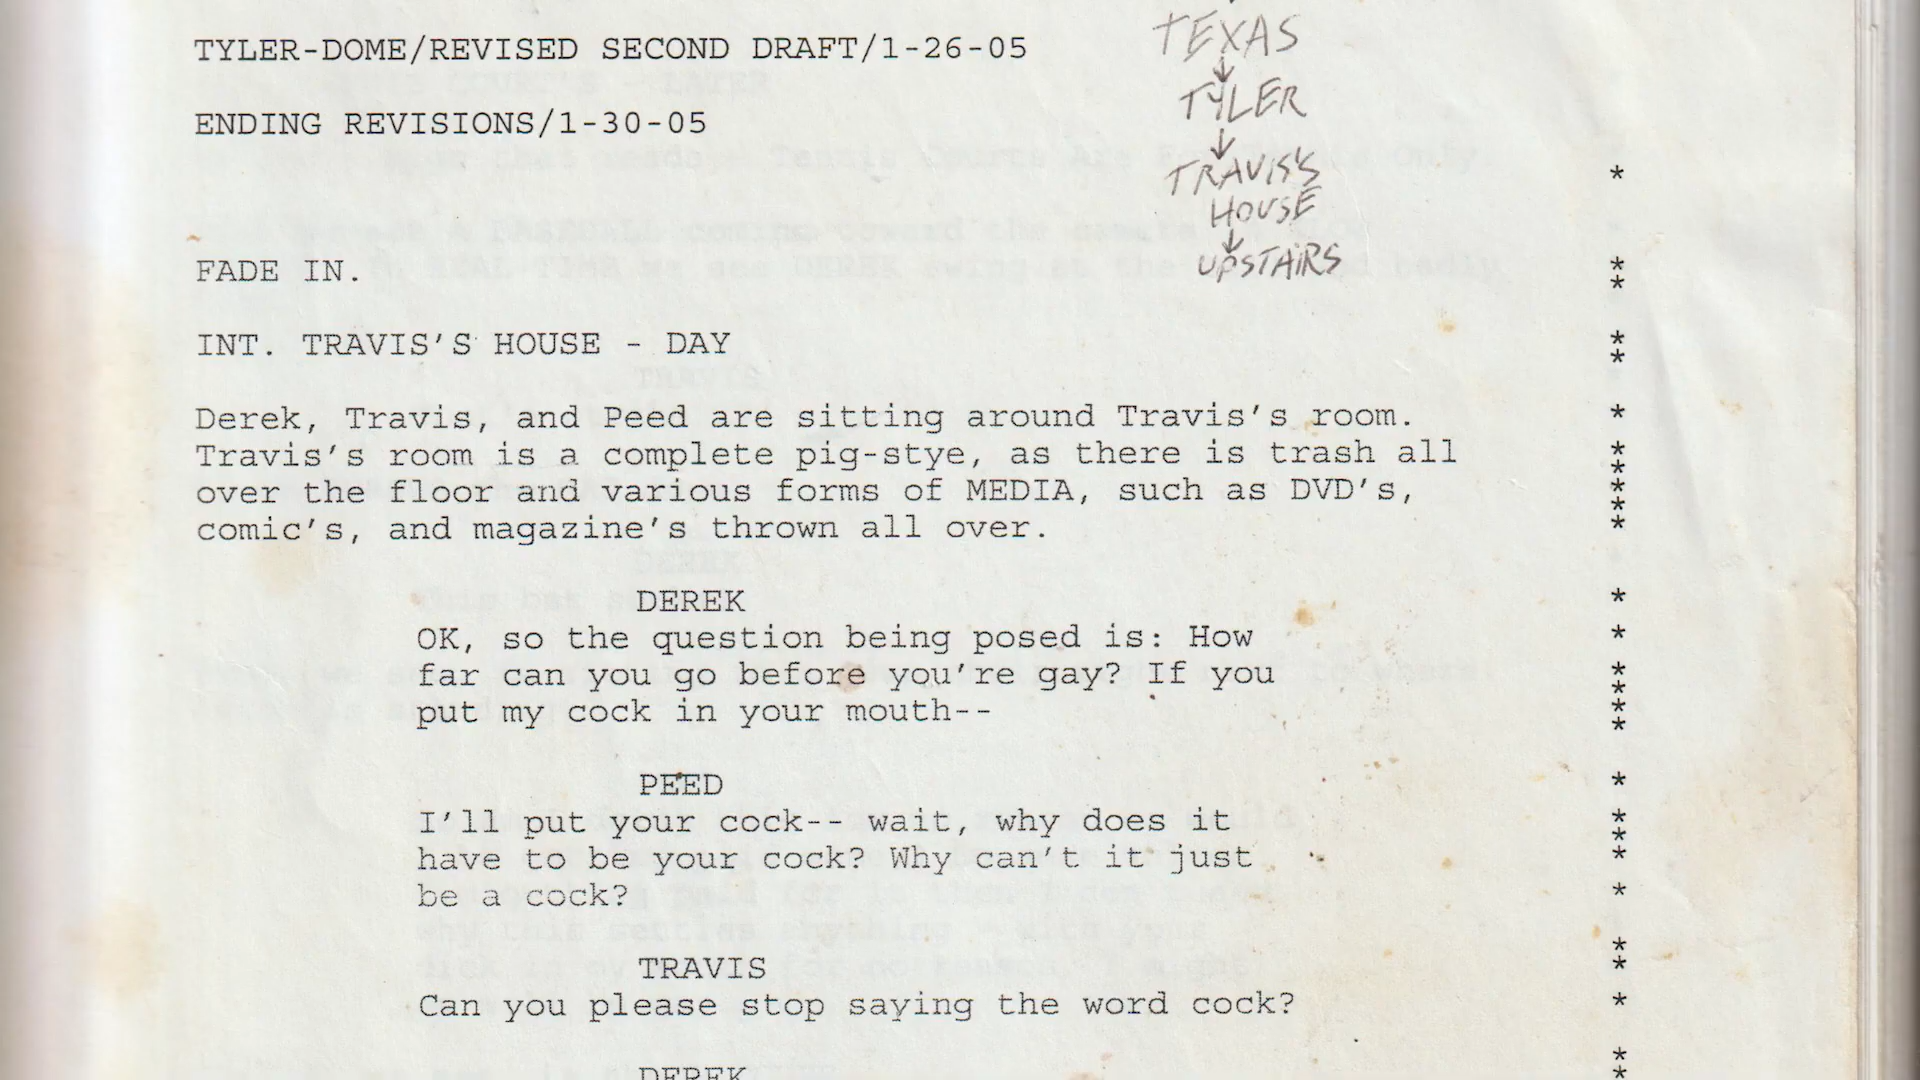 TYLER-DOME/REVISED SECOND DRAFT/1-26-05
ENDING REVISIONS/1-30-05
TEXAS
↓
TYLER
↓
TRAVIS'S
HOUSE
↓
UPSTAIRS
*
FADE IN. *
*
INT. TRAVIS'S HOUSE - DAY *
*
Derek, Travis, and Peed are sitting around Travis's room. *
Travis's room is a complete pig-stye, as there is trash all *
*
over the floor and various forms of MEDIA, such as DVD's, *
*
comic's, and magazine's thrown all over. *
DEREK *
OK, so the question being posed is: How *
far can you go before you're gay? If you *
*
put my cock in your mouth-- *
*
PEED *
I'll put your cock-- wait, why does it *
*
have to be your cock? Why can't it just *
be a cock? *
*
TRAVIS *
Can you please stop saying the word cock? *
*
DEREK *